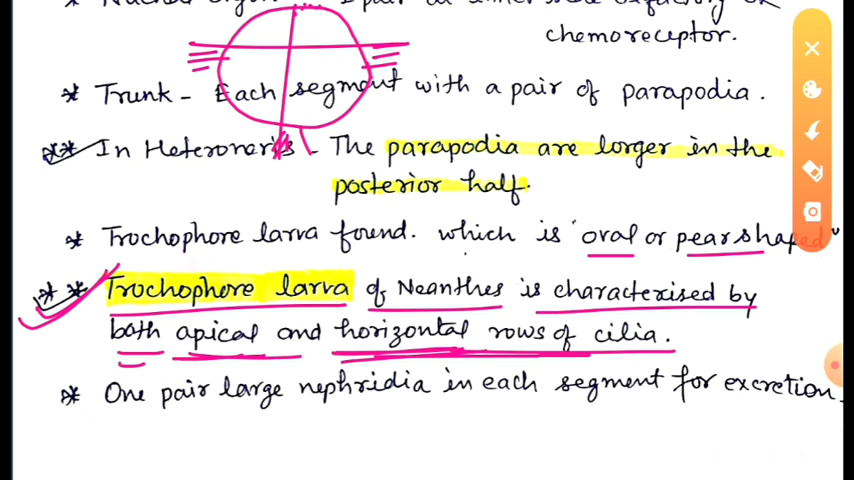 chemoreceptor.
* Trunk - Each segment with a pair of parapodia.
** In Heteronereis - The parapodia are larger in the
posterior half.
* Trochophore larva found. which is "oval or pear shaped"
** Trochophore larva of Neanthes is characterised by
both apical and horizontal rows of cilia.
* One pair large nephridia in each segment for excretion.